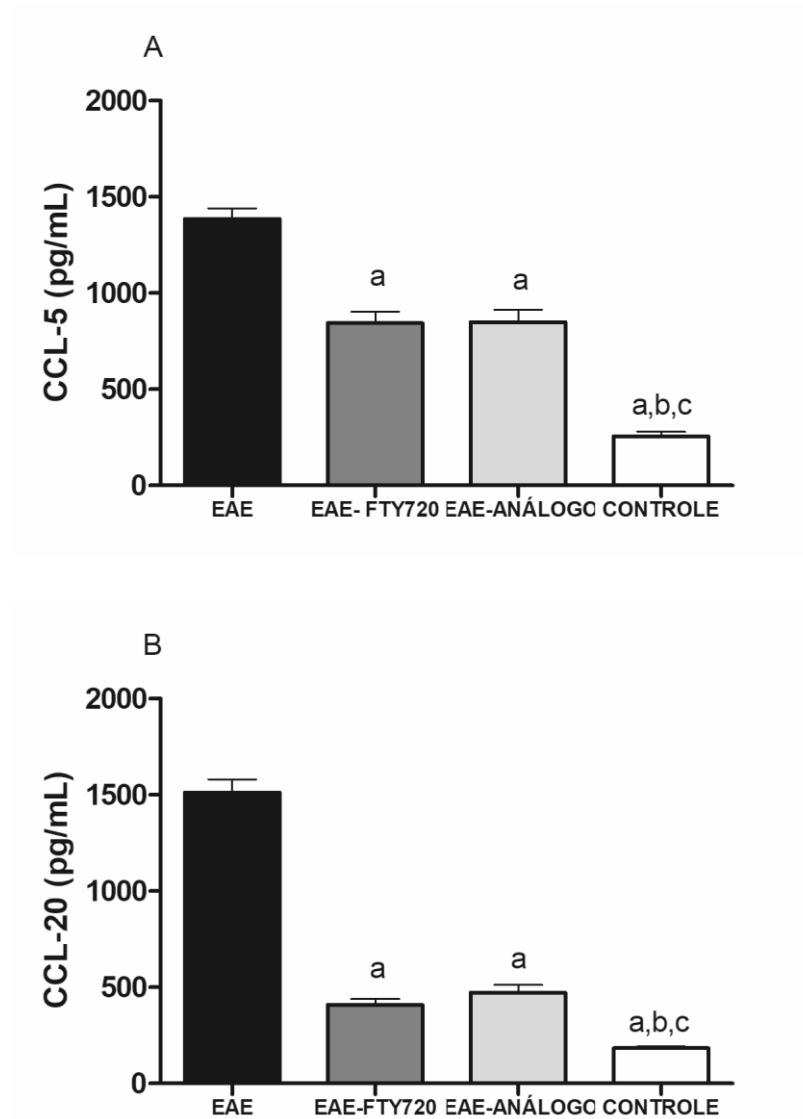 A
2000
1500
1000
500
0
CCL-5 (pg/mL)
a
a
a,b,c
EAE
EAE- FTY720
EAE-ANÁLOGO
CONTROLE
B
2000
1500
1000
500
0
CCL-20 (pg/mL)
a
a
a,b,c
EAE
EAE-FTY720
EAE-ANÁLOGO
CONTROLE